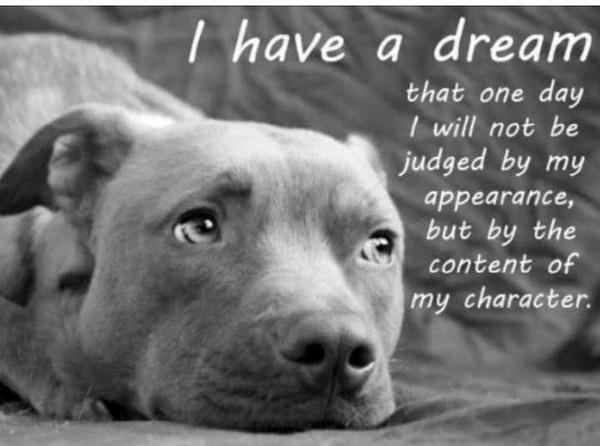 I have a dream
that one day
I will not be
judged by my
appearance,
but by the
content of
my character.